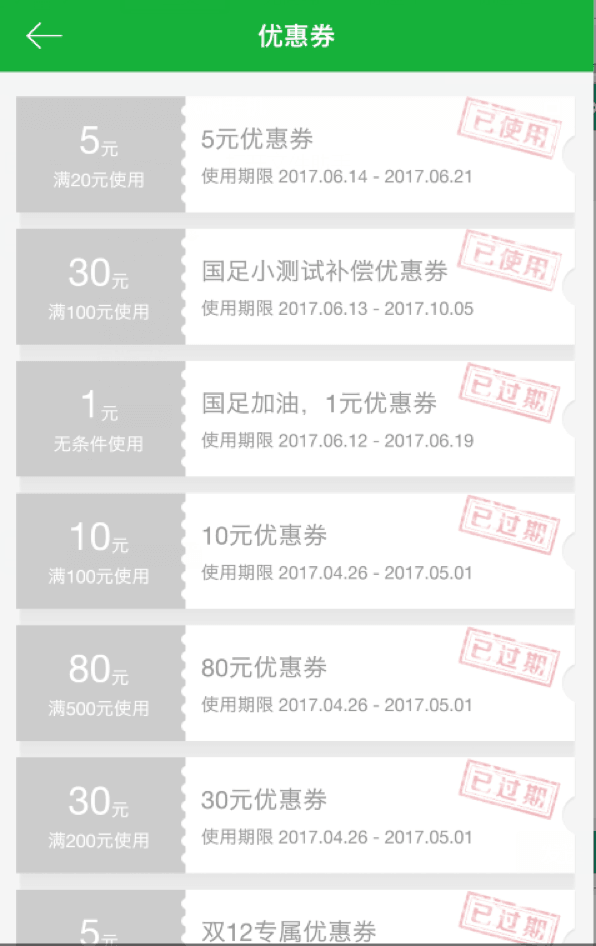 优惠券
5元
满20元使用
5元优惠券
使用期限 2017.06.14 - 2017.06.21
已使用
30元
满100元使用
国足小测试补偿优惠券
使用期限 2017.06.13 - 2017.10.05
已使用
1元
无条件使用
国足加油，1元优惠券
使用期限 2017.06.12 - 2017.06.19
已过期
10元
满100元使用
10元优惠券
使用期限 2017.04.26 - 2017.05.01
已过期
80元
满500元使用
80元优惠券
使用期限 2017.04.26 - 2017.05.01
已过期
30元
满200元使用
30元优惠券
使用期限 2017.04.26 - 2017.05.01
已过期
5元
双12专属优惠券
已过期